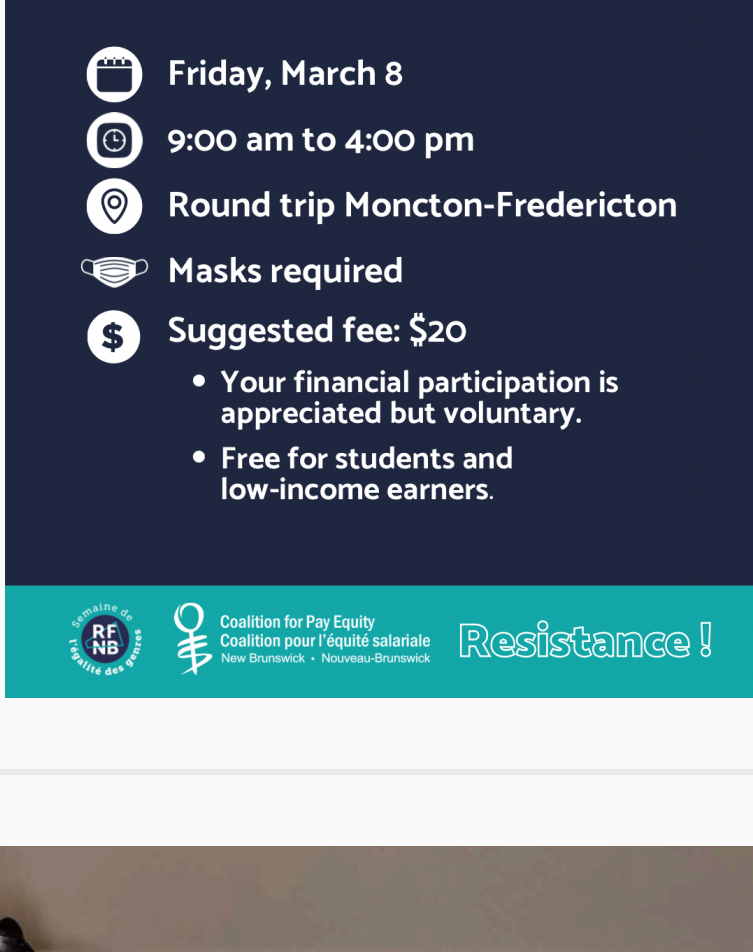 Friday, March 8
9:00 am to 4:00 pm
Round trip Moncton-Fredericton
Masks required
$
Suggested fee: $20
• Your financial participation is
appreciated but voluntary.
• Free for students and
low-income earners.
Semaine de
l'égalité des genres
RF
NB
Coalition for Pay Equity
Coalition pour l'équité salariale
New Brunswick • Nouveau-Brunswick
Resistance !